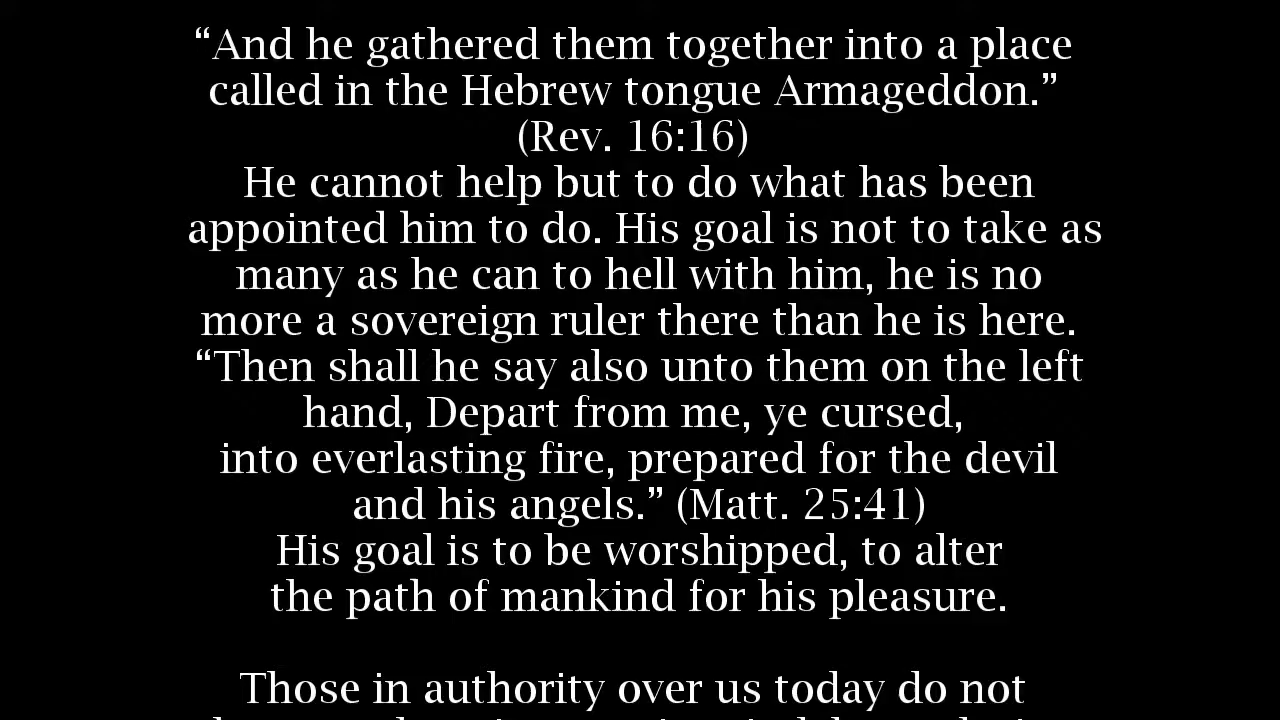 “And he gathered them together into a place
called in the Hebrew tongue Armageddon.”
(Rev. 16:16)
He cannot help but to do what has been
appointed him to do. His goal is not to take as
many as he can to hell with him, he is no
more a sovereign ruler there than he is here.
“Then shall he say also unto them on the left
hand, Depart from me, ye cursed,
into everlasting fire, prepared for the devil
and his angels.” (Matt. 25:41)
His goal is to be worshipped, to alter
the path of mankind for his pleasure.
Those in authority over us today do not